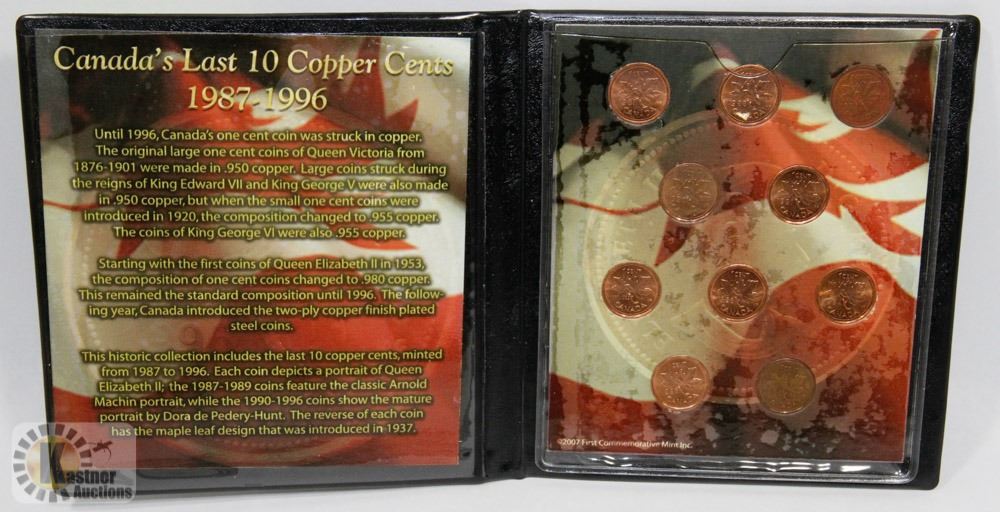 Canada's Last 10 Copper Cents
1987-1996
Until 1996, Canada's one cent coin was struck in copper.
The original large one cent coins of Queen Victoria from
1876-1901 were made in .950 copper. Large coins struck during
the reigns of King Edward VII and King George V were also made
in .950 copper, but when the small one cent coins were
introduced in 1920, the composition changed to .955 copper.
The coins of King George VI were also .955 copper.
Starting with the first coins of Queen Elizabeth II in 1953,
the composition of one cent coins changed to .980 copper.
This remained the standard composition until 1996. The follow-
ing year, Canada introduced the two-ply copper finish plated
steel coins.
This historic collection includes the last 10 copper cents, minted
from 1987 to 1996. Each coin depicts a portrait of Queen
Elizabeth II; the 1987-1989 coins feature the classic Arnold
Machin portrait, while the 1990-1996 coins show the mature
portrait by Dora de Pedery-Hunt. The reverse of each coin
has the maple leaf design that was introduced in 1937.
©2007 First Commemorative Mint Inc.
Kastner
Auctions